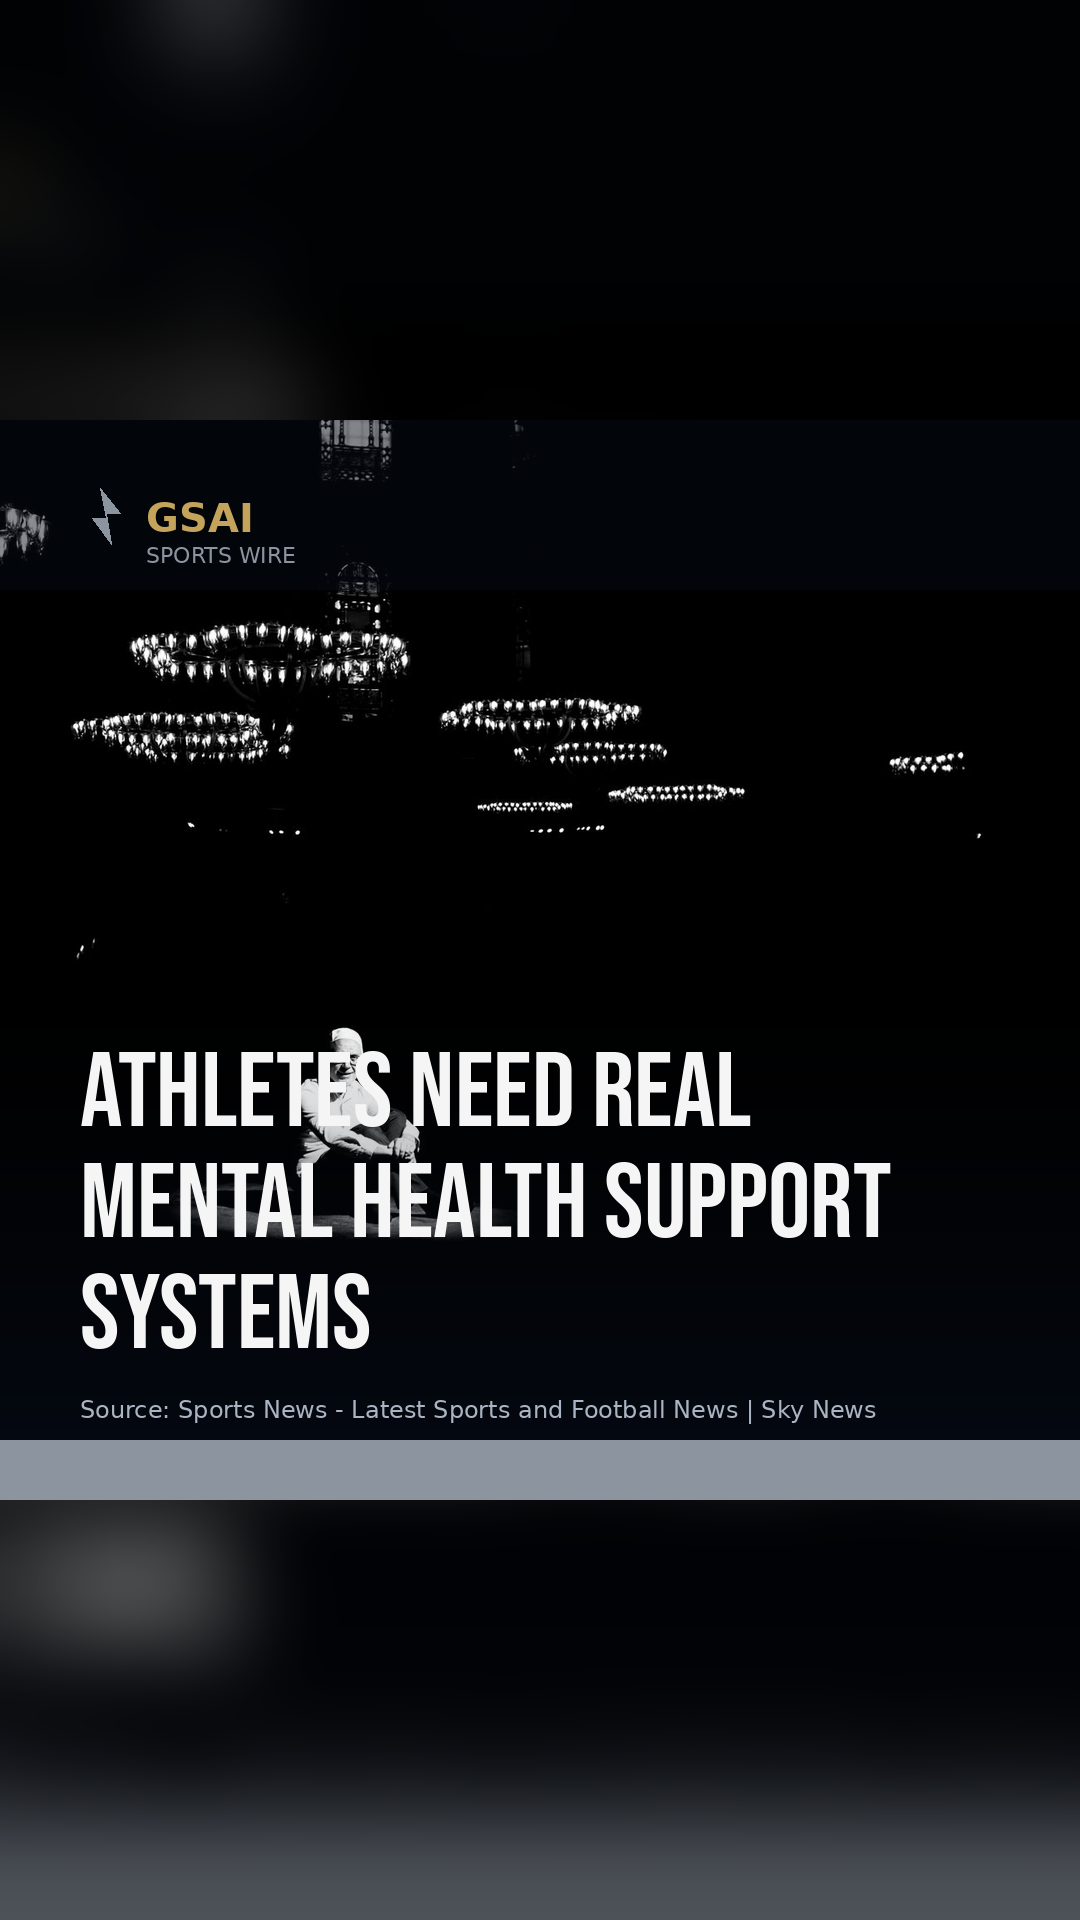 GSAI
SPORTS WIRE
ATHLETES NEED REAL
MENTAL HEALTH SUPPORT
SYSTEMS
Source: Sports News - Latest Sports and Football News | Sky News